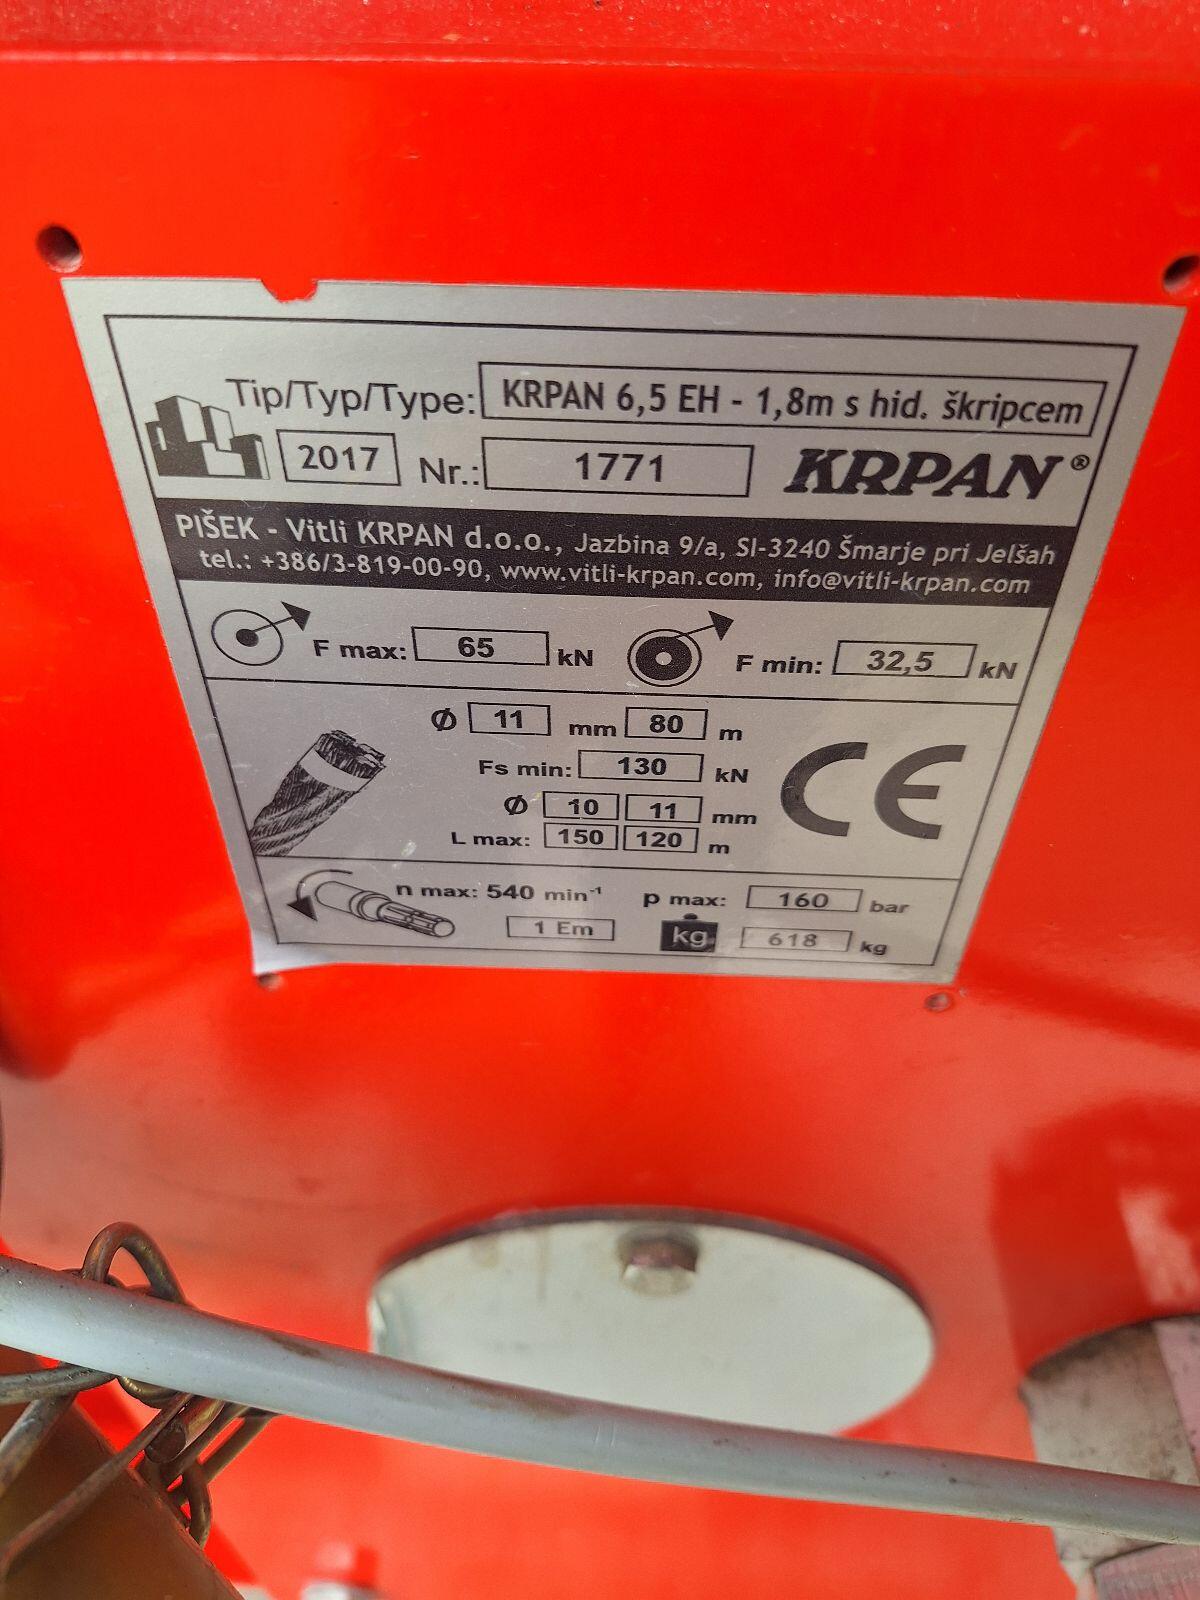 Tip/Typ/Type: KRPAN 6,5 EH - 1,8m s hid. škripcem
2017 Nr.: 1771 KRPAN®
PIŠEK - Vitli KRPAN d.o.o., Jazbina 9/a, SI-3240 Šmarje pri Jelšah
tel.: +386/3-819-00-90, www.vitli-krpan.com, info@vitli-krpan.com
F max: 65 kN F min: 32,5 kN
Ø 11 mm 80 m
Fs min: 130 kN
Ø 10 11 mm
L max: 150 120 m
CE
n max: 540 min⁻¹ p max: 160 bar
1 Em kg 618 kg